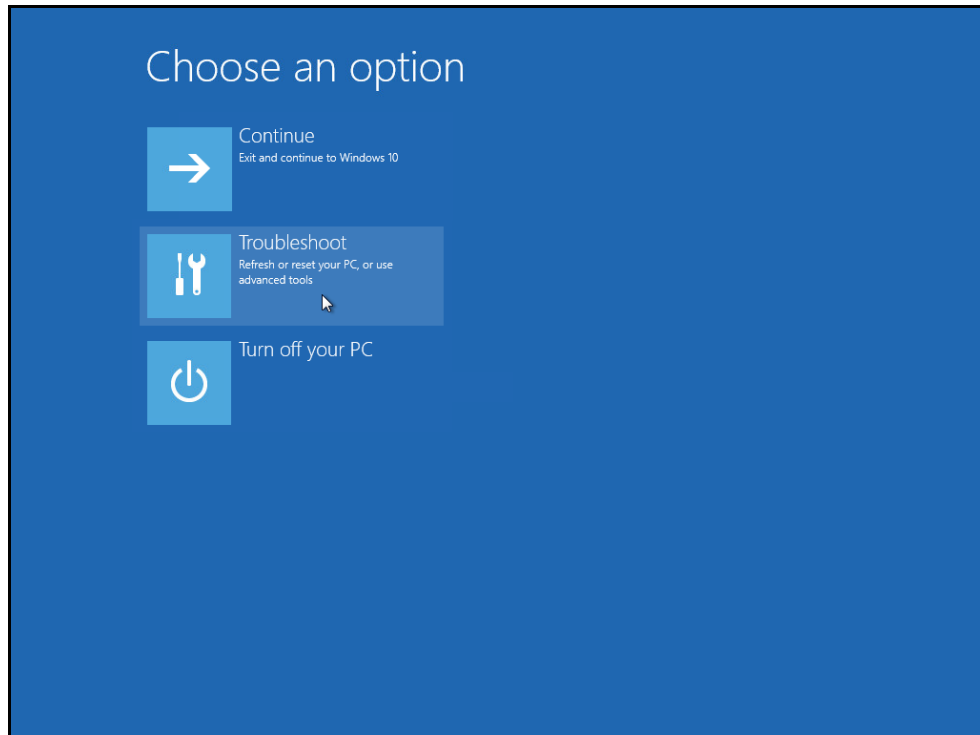 Choose an option
Continue
Exit and continue to Windows 10
Troubleshoot
Refresh or reset your PC, or use
advanced tools
Turn off your PC